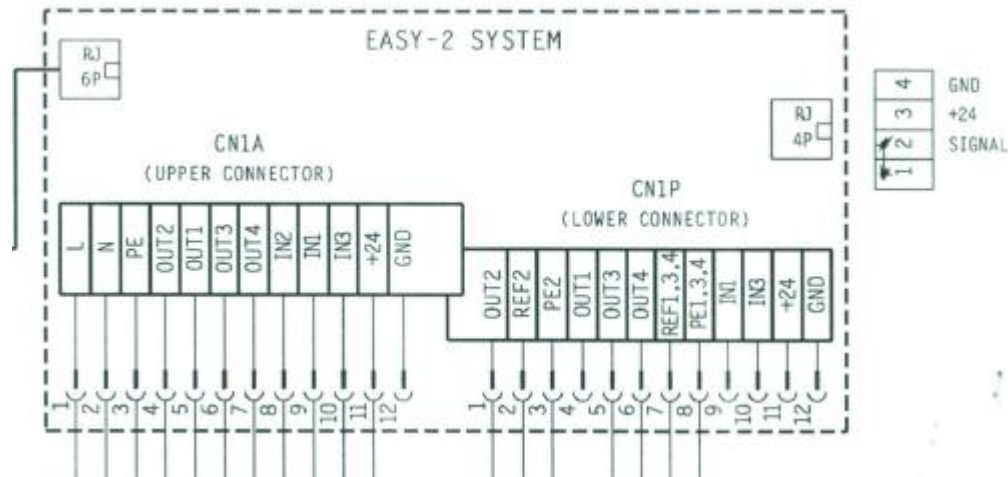 EASY-2 SYSTEM
RJ
6P
RJ
4P
4 GND
3 +24
2 SIGNAL
1
CN1A
(UPPER CONNECTOR)
CN1P
(LOWER CONNECTOR)
L N PE OUT2 OUT1 OUT3 OUT4 IN2 IN1 IN3 +24 GND
OUT2 REF2 PE2 OUT1 OUT3 OUT4 REF1,3,4 PE1,3,4 IN1 IN3 +24 GND
1 2 3 4 5 6 7 8 9 10 11 12
1 2 3 4 5 6 7 8 9 10 11 12